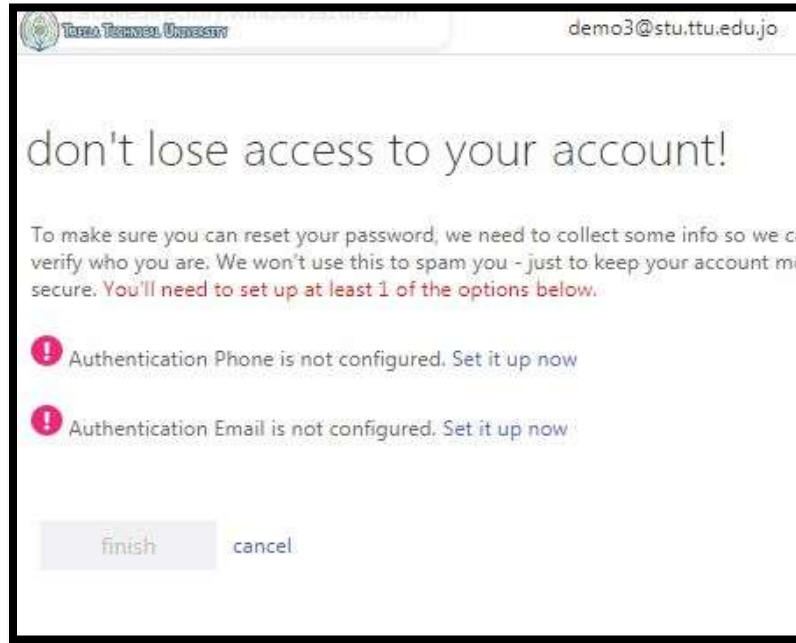 Tafila Technical University
demo3@stu.ttu.edu.jo
don't lose access to your account!
To make sure you can reset your password, we need to collect some info so we c
verify who you are. We won't use this to spam you - just to keep your account m
secure. You'll need to set up at least 1 of the options below.
Authentication Phone is not configured. Set it up now
Authentication Email is not configured. Set it up now
finish cancel